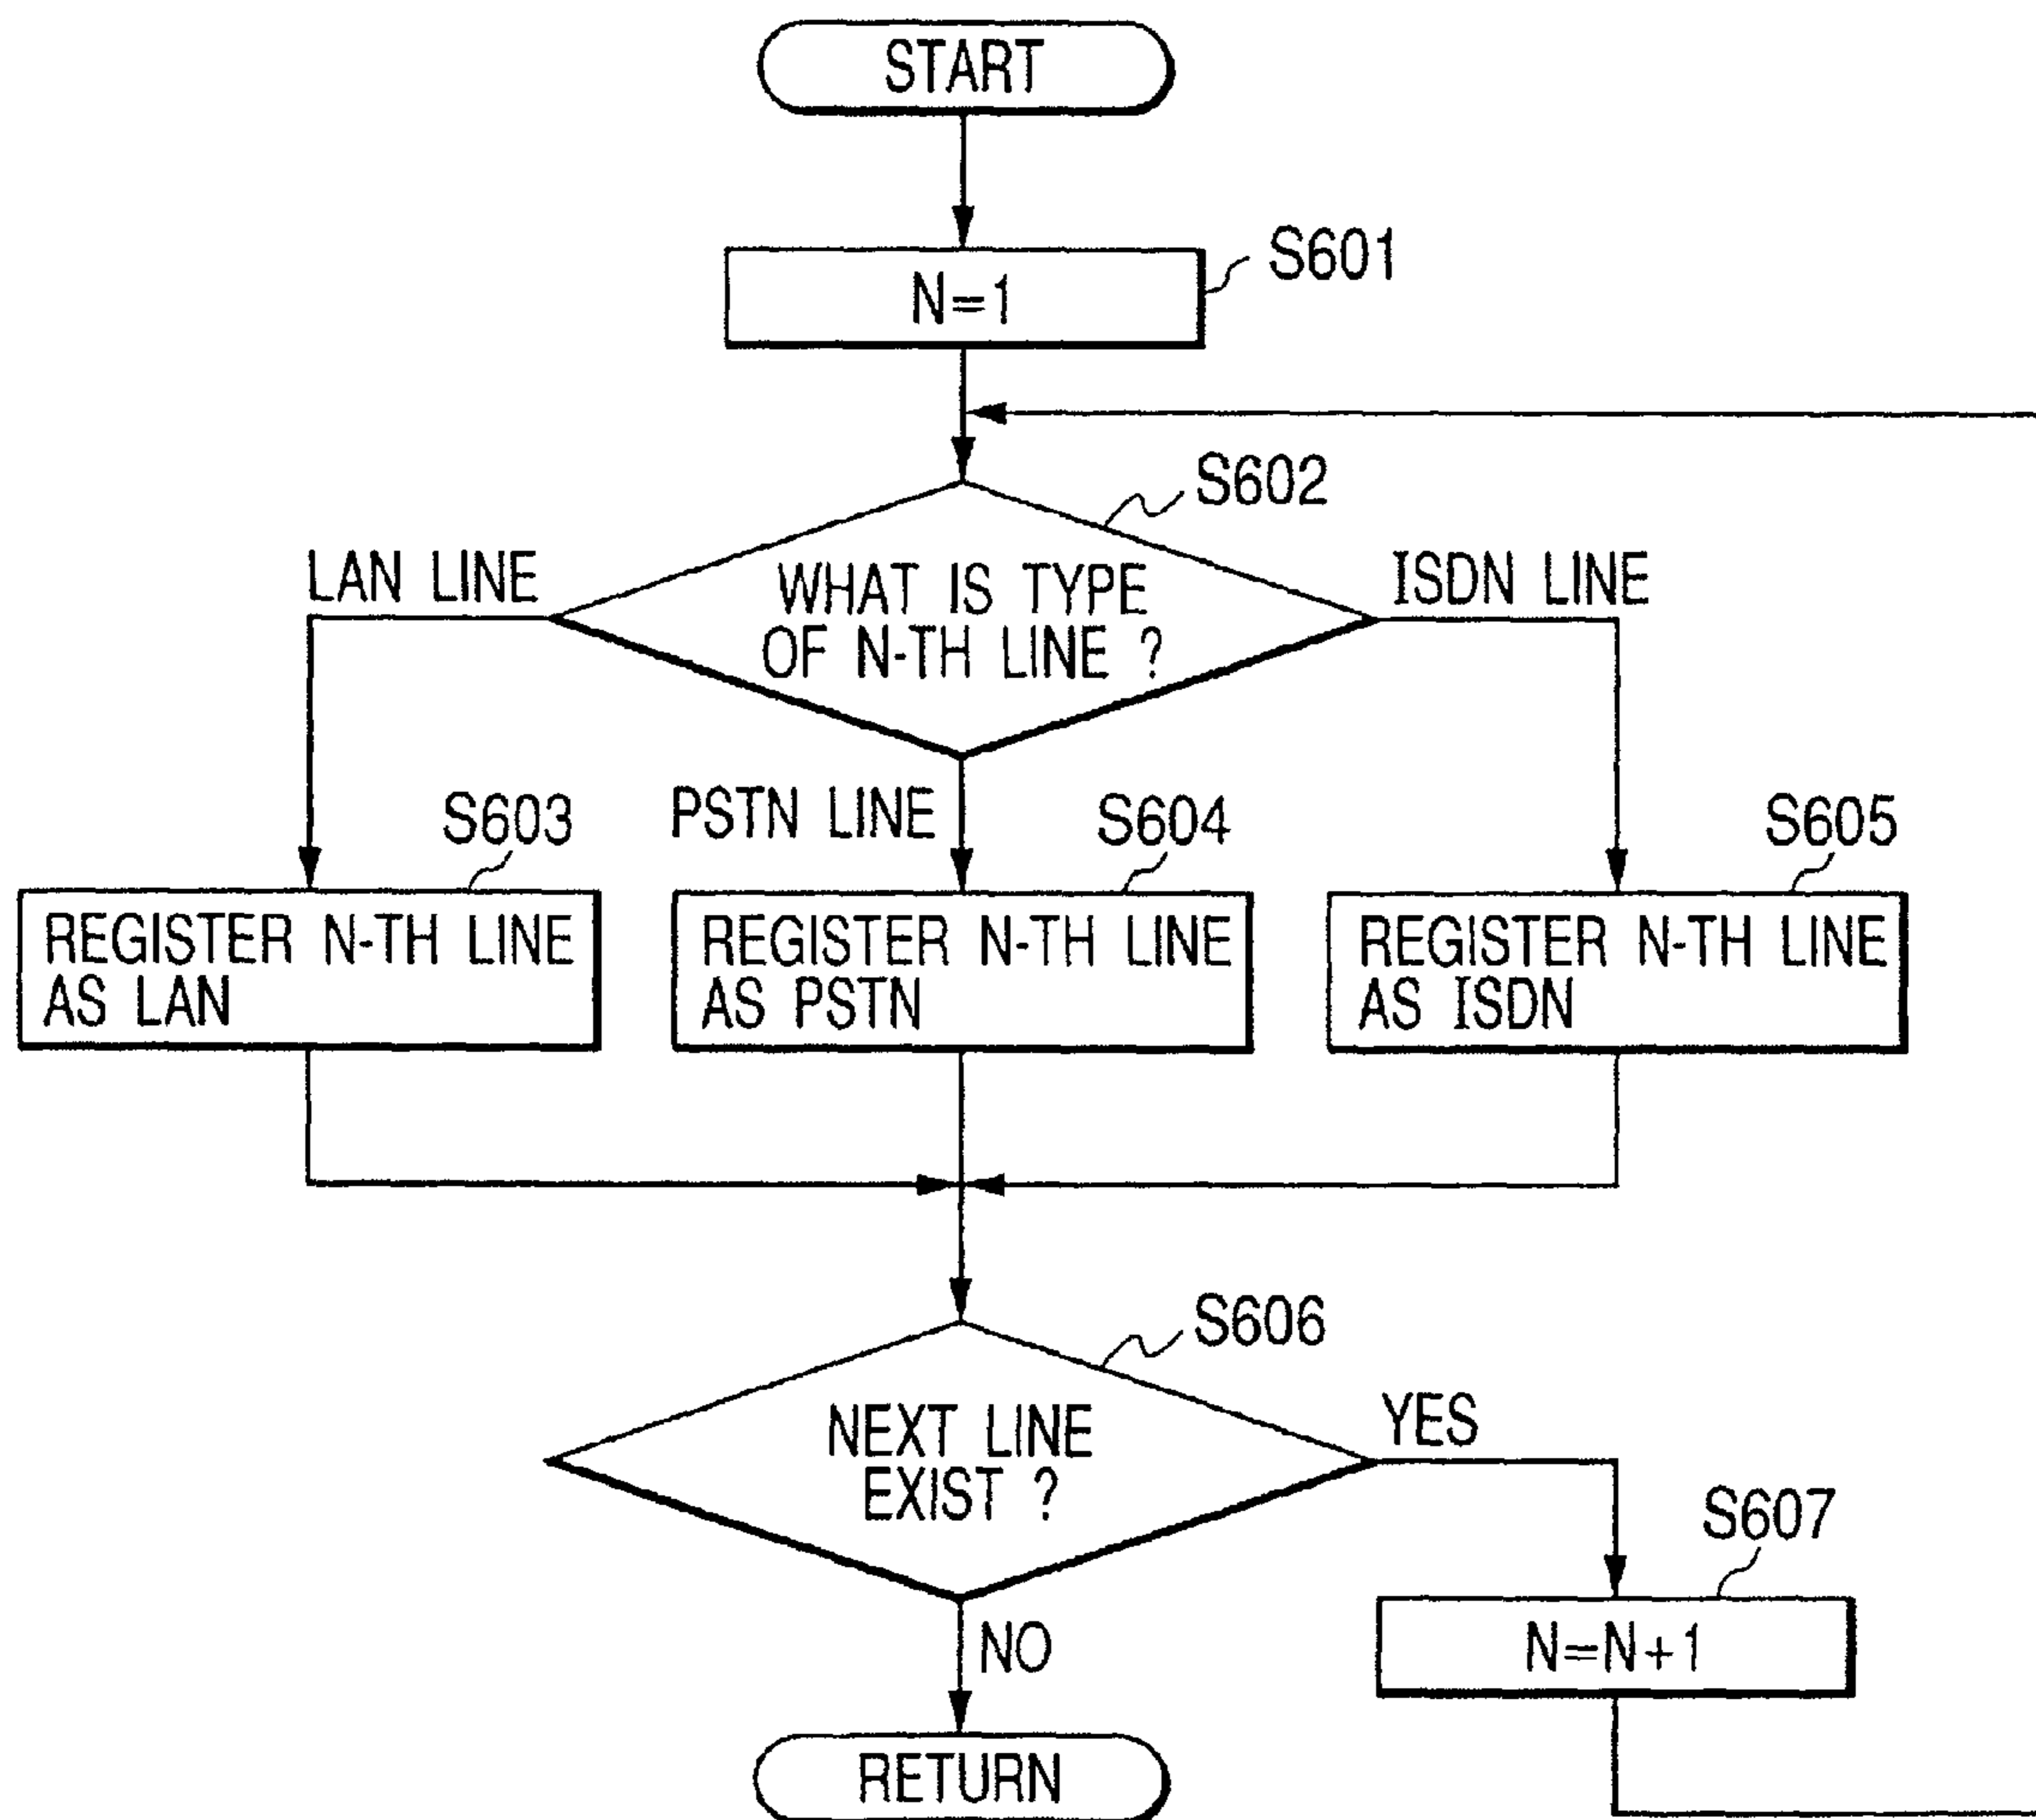 START
N=1
S601
S602
WHAT IS TYPE
OF N-TH LINE ?
LAN LINE
ISDN LINE
PSTN LINE
S603
REGISTER N-TH LINE
AS LAN
S604
REGISTER N-TH LINE
AS PSTN
S605
REGISTER N-TH LINE
AS ISDN
S606
NEXT LINE
EXIST ?
YES
S607
N=N+1
NO
RETURN